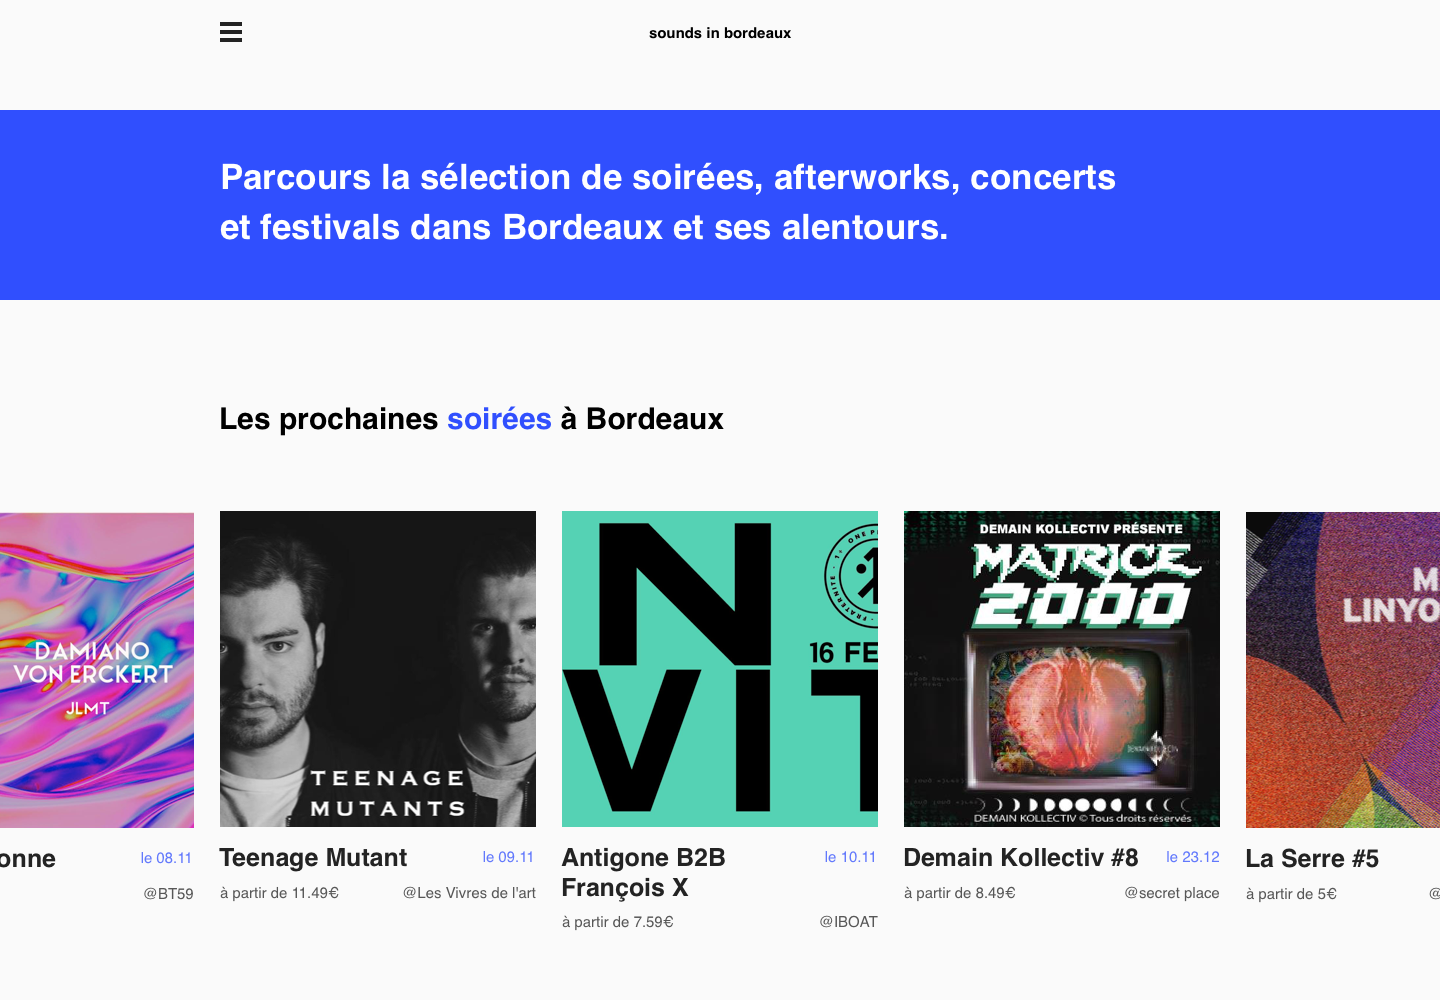 sounds in bordeaux
Parcours la sélection de soirées, afterworks, concerts
et festivals dans Bordeaux et ses alentours.
Les prochaines soirées à Bordeaux
DAMIANO
VON ERCKERT
JLMT
onne
le 08.11
@BT59
TEENAGE
MUTANTS
Teenage Mutant
le 09.11
à partir de 11.49€
@Les Vivres de l'art
N
VIT
16 FE
FRATERNITÉ
Antigone B2B
François X
le 10.11
à partir de 7.59€
@IBOAT
DEMAIN KOLLECTIV PRÉSENTE
MATRICE
2000
DEMAIN KOLLECTIV © Tous droits réservés
Demain Kollectiv #8
le 23.12
à partir de 8.49€
@secret place
M
LINYO
La Serre #5
à partir de 5€
@